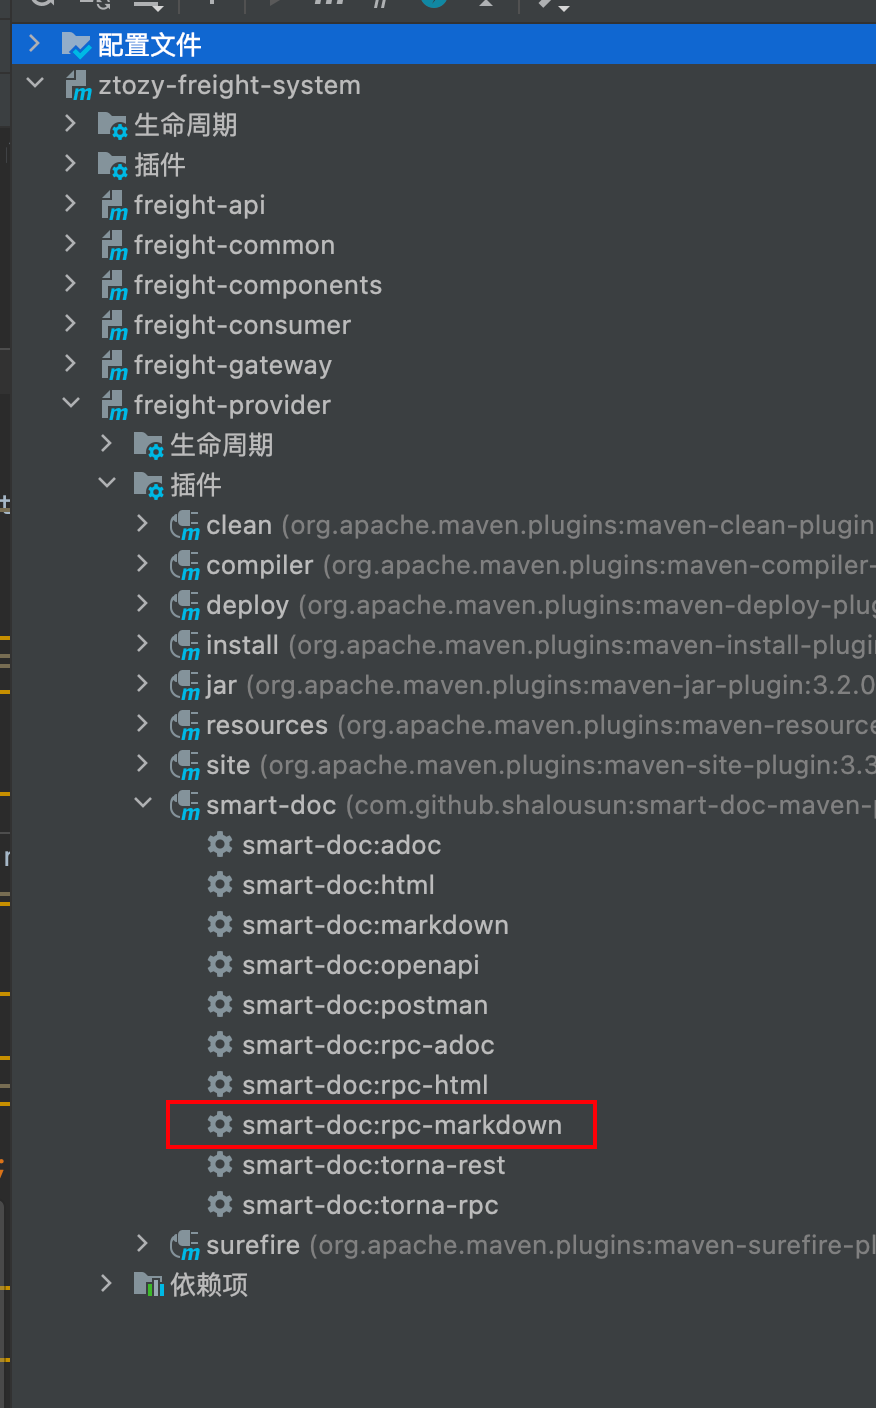 配置文件
ztozy-freight-system
生命周期
插件
freight-api
freight-common
freight-components
freight-consumer
freight-gateway
freight-provider
生命周期
插件
clean (org.apache.maven.plugins:maven-clean-plugin
compiler (org.apache.maven.plugins:maven-compiler-
deploy (org.apache.maven.plugins:maven-deploy-plug
install (org.apache.maven.plugins:maven-install-plugi
jar (org.apache.maven.plugins:maven-jar-plugin:3.2.0
resources (org.apache.maven.plugins:maven-resource
site (org.apache.maven.plugins:maven-site-plugin:3.3
smart-doc (com.github.shalousun:smart-doc-maven-p
smart-doc:adoc
smart-doc:html
smart-doc:markdown
smart-doc:openapi
smart-doc:postman
smart-doc:rpc-adoc
smart-doc:rpc-html
smart-doc:rpc-markdown
smart-doc:torna-rest
smart-doc:torna-rpc
surefire (org.apache.maven.plugins:maven-surefire-pl
依赖项